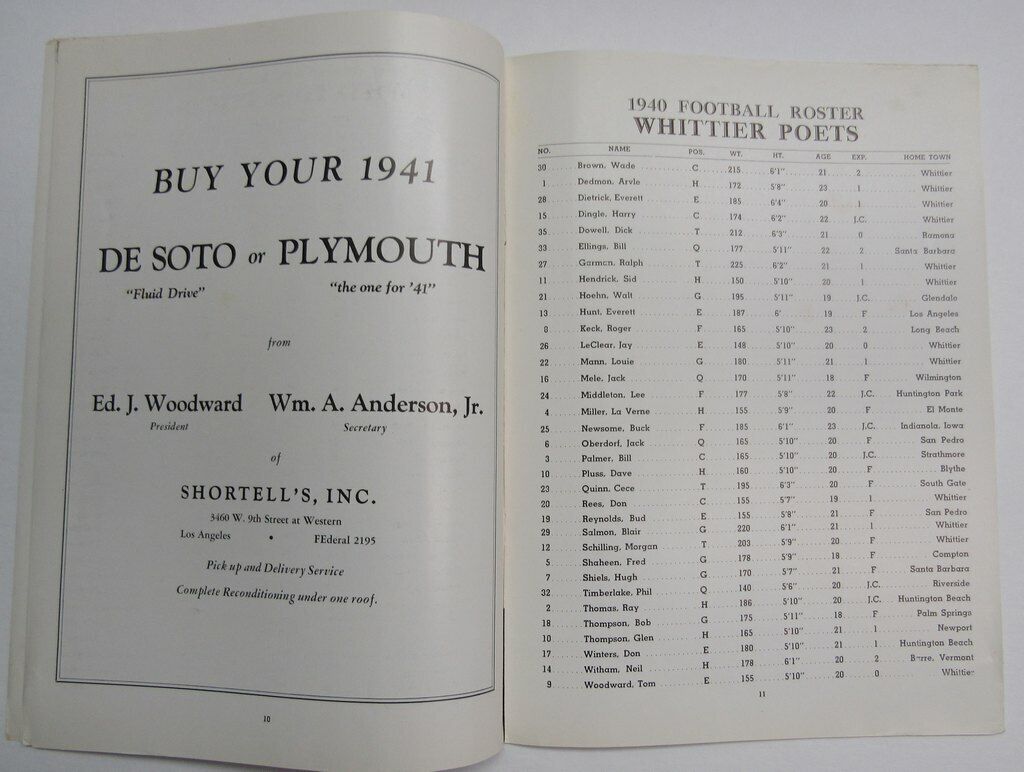 BUY YOUR 1941
DE SOTO or PLYMOUTH
"Fluid Drive" "the one for '41"
from
Ed. J. Woodward Wm. A. Anderson, Jr.
President Secretary
of
SHORTELL'S, INC.
3460 W. 9th Street at Western
Los Angeles • FEderal 2195
Pick up and Delivery Service
Complete Reconditioning under one roof.
10
1940 FOOTBALL ROSTER
WHITTIER POETS
NO. NAME POS. WT. HT. AGE EXP. HOME TOWN
30 Brown, Wade C 215 6'1" 21 2 Whittier
1 Dedmon, Arvle H 172 5'8" 23 1 Whittier
28 Dietrick, Everett E 185 6'4" 20 1 Whittier
15 Dingle, Harry C 174 6'2" 22 J.C. Whittier
35 Dowell, Dick T 212 6'3" 21 0 Ramona
33 Ellings, Bill Q 177 5'11" 22 2 Santa Barbara
27 Garman, Ralph T 225 6'2" 21 1 Whittier
11 Hendrick, Sid H 150 5'10" 21 1 Whittier
21 Hoehn, Walt G 195 5'11" 19 J.C. Glendale
13 Hunt, Everett E 187 6' 19 F Los Angeles
8 Keck, Roger F 165 5'10" 23 2 Long Beach
26 LeClear, Jay E 148 5'10" 20 0 Whittier
22 Mann, Louie G 180 5'11" 21 1 Whittier
16 Mele, Jack Q 170 5'11" 18 F Wilmington
24 Middleton, Lee F 177 5'8" 22 J.C. Huntington Park
4 Miller, La Verne H 155 5'9" 20 F El Monte
25 Newsome, Buck F 185 6'1" 23 J.C. Indianola, Iowa
6 Oberdorf, Jack Q 165 5'10" 20 F San Pedro
3 Palmer, Bill C 165 5'10" 20 J.C. Strathmore
10 Pluss, Dave H 160 5'10" 20 F Blythe
23 Quinn, Cece T 195 6'3" 20 F South Gate
20 Rees, Don C 155 5'7" 19 1 Whittier
19 Reynolds, Bud E 155 5'8" 21 F San Pedro
29 Salmon, Blair G 220 6'1" 21 1 Whittier
12 Schilling, Morgan T 203 5'9" 20 F Whittier
5 Shaheen, Fred G 178 5'9" 18 F Compton
7 Shiels, Hugh G 170 5'7" 21 F Santa Barbara
32 Timberlake, Phil Q 140 5'6" 20 J.C. Riverside
2 Thomas, Ray H 186 5'10" 20 J.C. Huntington Beach
18 Thompson, Bob G 175 5'11" 18 F Palm Springs
10 Thompson, Glen H 165 5'10" 21 1 Newport
17 Winters, Don E 180 5'10" 21 1 Huntington Beach
14 Witham, Neil H 178 6'1" 20 2 Barre, Vermont
9 Woodward, Tom E 155 5'10" 20 0 Whittier
11